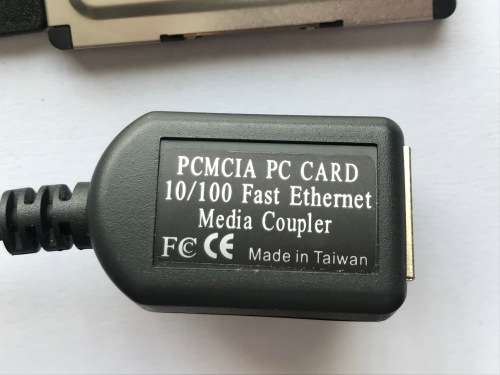 PCMCIA PC CARD
10/100 Fast Ethernet
Media Coupler
FC CE Made in Taiwan